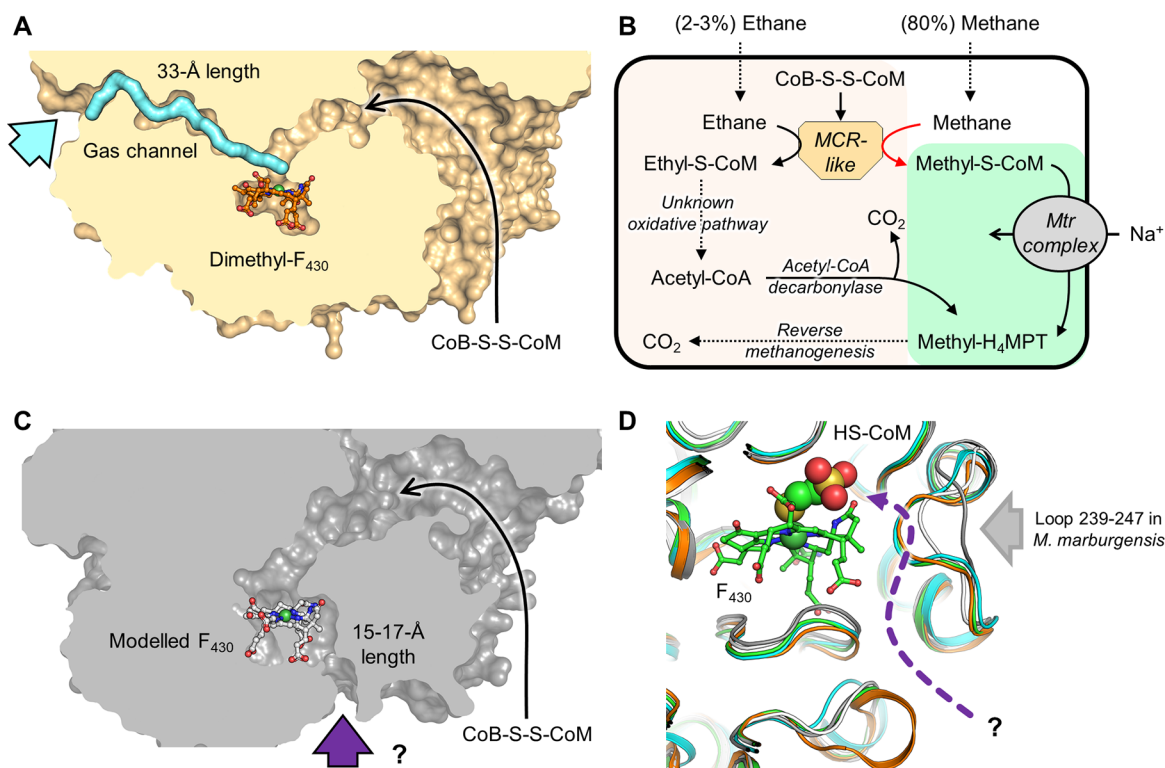 A
33-Å length
Gas channel
Dimethyl-F430
CoB-S-S-CoM
B
(2-3%) Ethane
(80%) Methane
CoB-S-S-CoM
Ethane
MCR-
like
Methane
Ethyl-S-CoM
Methyl-S-CoM
Unknown
oxidative pathway
CO2
Mtr
complex
Na+
Acetyl-CoA
Acetyl-CoA
decarbonylase
CO2
Reverse
methanogenesis
Methyl-H4MPT
C
Modelled F430
15-17-Å
length
CoB-S-S-CoM
?
D
HS-CoM
Loop 239-247 in
M. marburgensis
F430
?